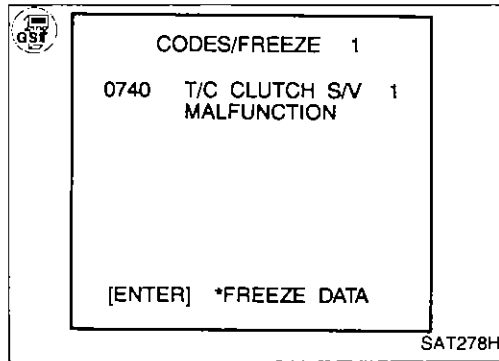 GST
CODES/FREEZE 1
0740 T/C CLUTCH S/V 1
MALFUNCTION
[ENTER] *FREEZE DATA
SAT278H